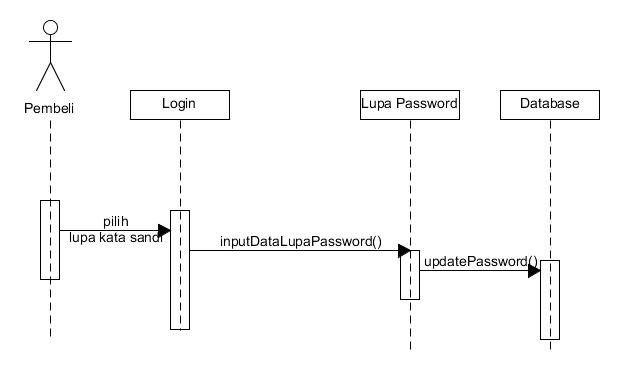 Pembeli
Login
Lupa Password
Database
pilih
lupa kata sandi
inputDataLupaPassword()
updatePassword()